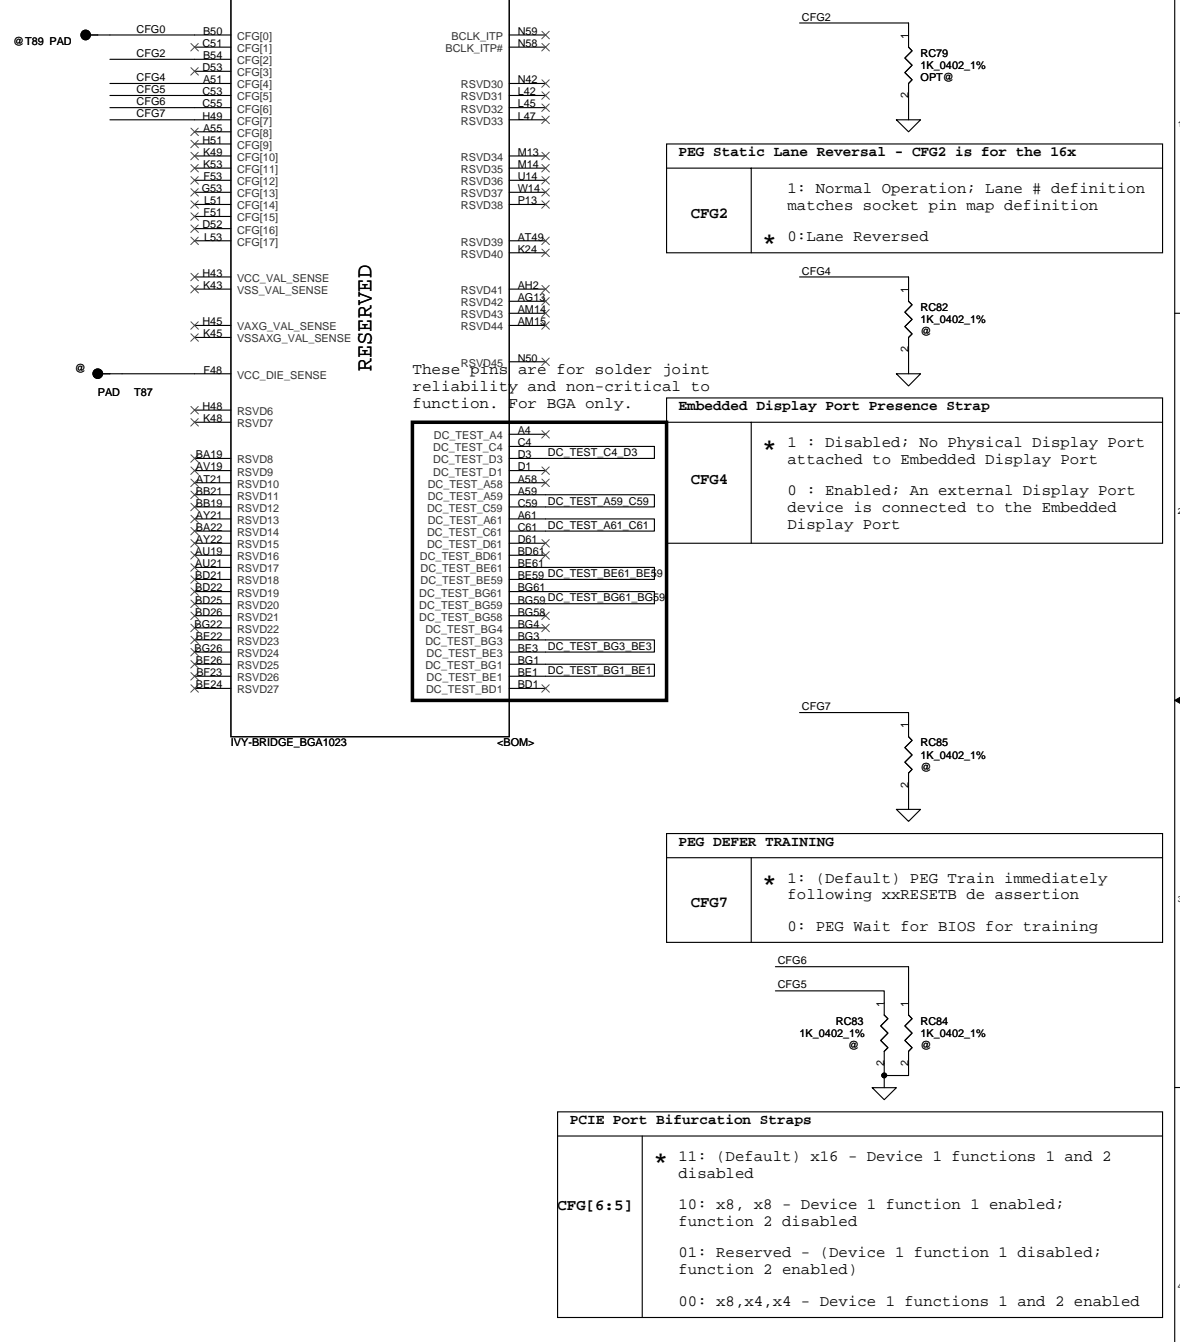 @T89 PAD
CFG0 B50 CFG[0]
C51 CFG[1]
CFG2 B54 CFG[2]
D53 CFG[3]
CFG4 A51 CFG[4]
CFG5 C53 CFG[5]
CFG6 C55 CFG[6]
CFG7 H49 CFG[7]
A55 CFG[8]
H51 CFG[9]
K49 CFG[10]
K53 CFG[11]
F53 CFG[12]
G53 CFG[13]
L51 CFG[14]
F51 CFG[15]
D52 CFG[16]
L53 CFG[17]
H43 VCC_VAL_SENSE
K43 VSS_VAL_SENSE
H45 VAXG_VAL_SENSE
K45 VSSAXG_VAL_SENSE
@
PAD T87
F48 VCC_DIE_SENSE
H48 RSVD6
K48 RSVD7
BA19 RSVD8
AV19 RSVD9
AT21 RSVD10
BB21 RSVD11
BB19 RSVD12
AY21 RSVD13
BA22 RSVD14
AY22 RSVD15
AU19 RSVD16
AU21 RSVD17
BD21 RSVD18
BD22 RSVD19
BD25 RSVD20
BD26 RSVD21
BG22 RSVD22
BE22 RSVD23
BG26 RSVD24
BE26 RSVD25
BF23 RSVD26
BE24 RSVD27
RESERVED
BCLK_ITP N59
BCLK_ITP# N58
RSVD30 N42
RSVD31 L42
RSVD32 L45
RSVD33 L47
RSVD34 M13
RSVD35 M14
RSVD36 U14
RSVD37 W14
RSVD38 P13
RSVD39 AT49
RSVD40 K24
RSVD41 AH2
RSVD42 AG13
RSVD43 AM14
RSVD44 AM15
RSVD45 N50
These pins are for solder joint
reliability and non-critical to
function. For BGA only.
DC_TEST_A4 A4
DC_TEST_C4 C4
DC_TEST_D3 D3 DC_TEST_C4_D3
DC_TEST_D1 D1
DC_TEST_A58 A58
DC_TEST_A59 A59
DC_TEST_C59 C59 DC_TEST_A59_C59
DC_TEST_A61 A61
DC_TEST_C61 C61 DC_TEST_A61_C61
DC_TEST_D61 D61
DC_TEST_BD61 BD61
DC_TEST_BE61 BE61
DC_TEST_BE59 BE59 DC_TEST_BE61_BE59
DC_TEST_BG61 BG61
DC_TEST_BG59 BG59 DC_TEST_BG61_BG59
DC_TEST_BG58 BG58
DC_TEST_BG4 BG4
DC_TEST_BG3 BG3
DC_TEST_BE3 BE3 DC_TEST_BG3_BE3
DC_TEST_BG1 BG1
DC_TEST_BE1 BE1 DC_TEST_BG1_BE1
DC_TEST_BD1 BD1
IVY-BRIDGE_BGA1023 <BOM>
CFG2
1
RC79
1K_0402_1%
OPT@
2
PEG Static Lane Reversal - CFG2 is for the 16x
CFG2
1: Normal Operation; Lane # definition
matches socket pin map definition
* 0:Lane Reversed
CFG4
1
RC82
1K_0402_1%
@
2
Embedded Display Port Presence Strap
CFG4
* 1 : Disabled; No Physical Display Port
attached to Embedded Display Port
0 : Enabled; An external Display Port
device is connected to the Embedded
Display Port
CFG7
1
RC85
1K_0402_1%
@
2
PEG DEFER TRAINING
CFG7
* 1: (Default) PEG Train immediately
following xxRESETB de assertion
0: PEG Wait for BIOS for training
CFG6
CFG5
1 1
RC83 RC84
1K_0402_1% 1K_0402_1%
@ @
2 2
PCIE Port Bifurcation Straps
CFG[6:5]
* 11: (Default) x16 - Device 1 functions 1 and 2
disabled
10: x8, x8 - Device 1 function 1 enabled;
function 2 disabled
01: Reserved - (Device 1 function 1 disabled;
function 2 enabled)
00: x8,x4,x4 - Device 1 functions 1 and 2 enabled